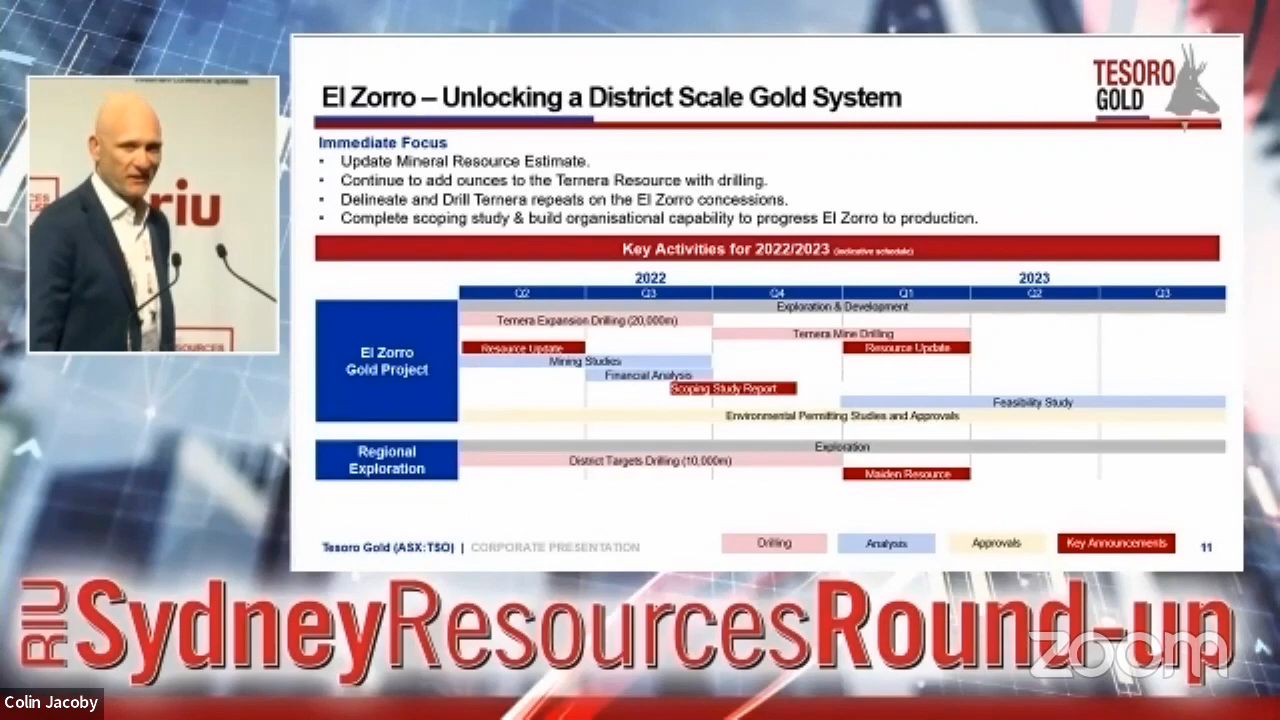 TESORO
GOLD
El Zorro – Unlocking a District Scale Gold System
Immediate Focus
• Update Mineral Resource Estimate.
• Continue to add ounces to the Ternera Resource with drilling.
• Delineate and Drill Ternera repeats on the El Zorro concessions.
• Complete scoping study & build organisational capability to progress El Zorro to production.
Key Activities for 2022/2023 (indicative schedule)
2022 2023
Q2 Q3 Q4 Q1 Q2 Q3
El Zorro
Gold Project
Exploration & Development
Ternera Expansion Drilling (20,000m)
Ternera Mine Drilling
Resource Update Resource Update
Mining Studies
Financial Analysis
Scoping Study Report
Feasibility Study
Environmental Permitting Studies and Approvals
Regional
Exploration
Exploration
District Targets Drilling (10,000m)
Maiden Resource
Drilling Analysis Approvals Key Announcements
Tesoro Gold (ASX:TSO) | CORPORATE PRESENTATION 11
riu
RIU SydneyResourcesRound-up
zoom
Colin Jacoby